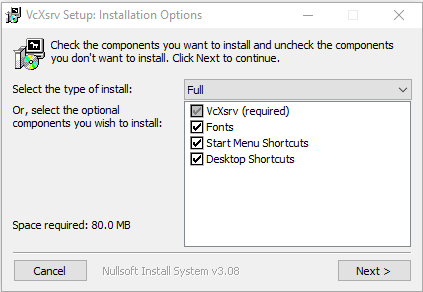 VcXsrv Setup: Installation Options
Check the components you want to install and uncheck the components
you don't want to install. Click Next to continue.
Select the type of install:
Full
Or, select the optional
components you wish to install:
VcXsrv (required)
Fonts
Start Menu Shortcuts
Desktop Shortcuts
Space required: 80.0 MB
Cancel
Nullsoft Install System v3.08
Next >